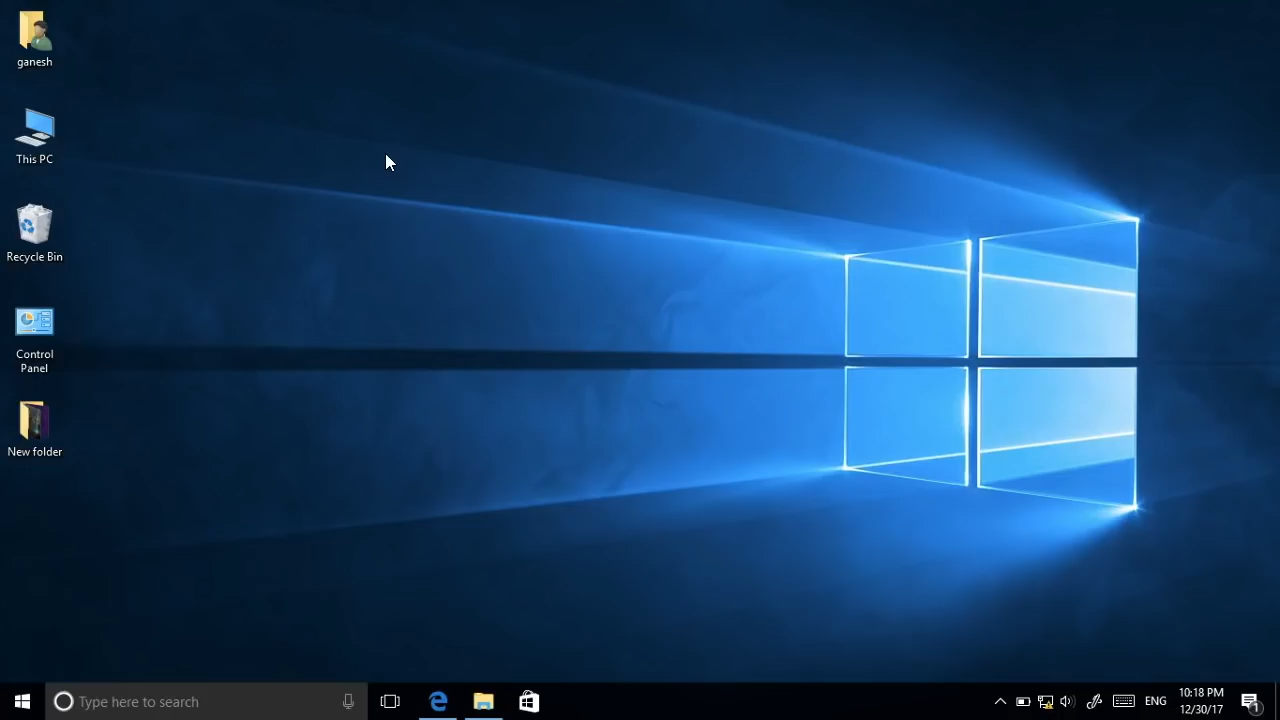 ganesh
This PC
Recycle Bin
Control
Panel
New folder
Type here to search
ENG
10:18 PM
12/30/17
1